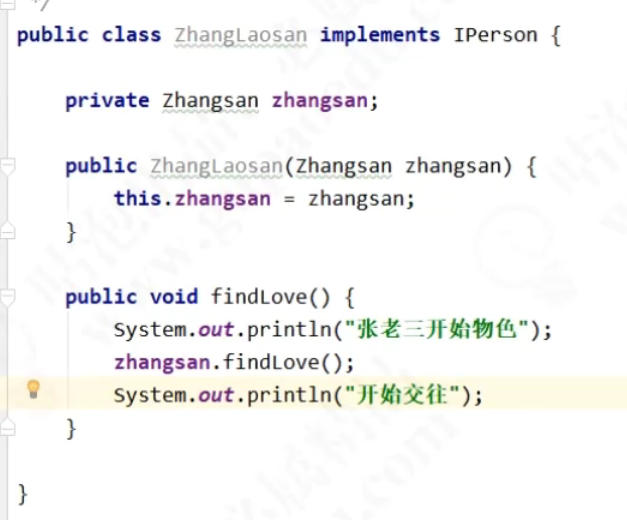 */
public class ZhangLaosan implements IPerson {
private Zhangsan zhangsan;
public ZhangLaosan(Zhangsan zhangsan) {
this.zhangsan = zhangsan;
}
public void findLove() {
System.out.println("张老三开始物色");
zhangsan.findLove();
System.out.println("开始交往");
}
}